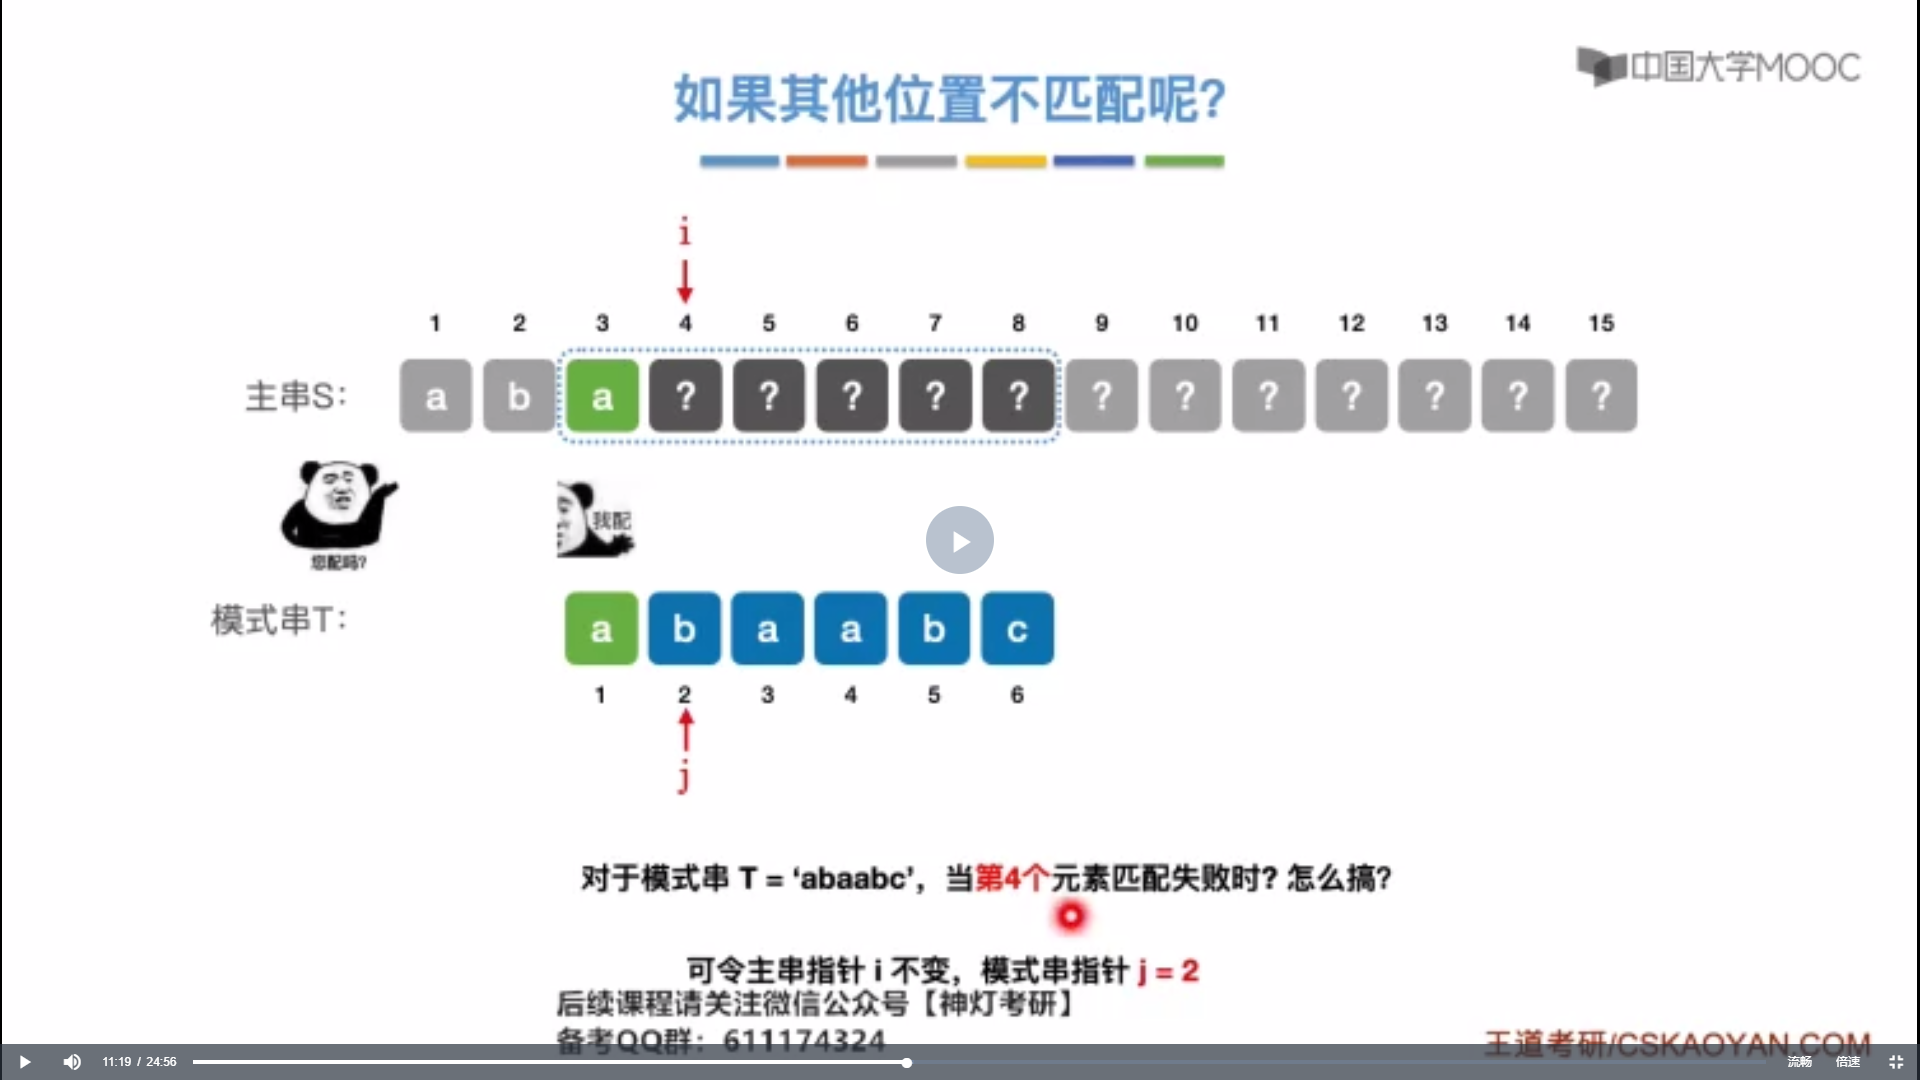 中国大学MOOC
如果其他位置不匹配呢?
i
1 2 3 4 5 6 7 8 9 10 11 12 13 14 15
主串S: a b a ? ? ? ? ? ? ? ? ? ? ? ?
我配
您配吗?
模式串T: a b a a b c
1 2 3 4 5 6
j
对于模式串 T = ‘abaabc’，当第4个元素匹配失败时? 怎么搞?
可令主串指针 i 不变，模式串指针 j = 2
后续课程请关注微信公众号【神灯考研】
备考QQ群：611174324
王道考研/CSKAOYAN.COM
11:19 / 24:56 流畅 倍速